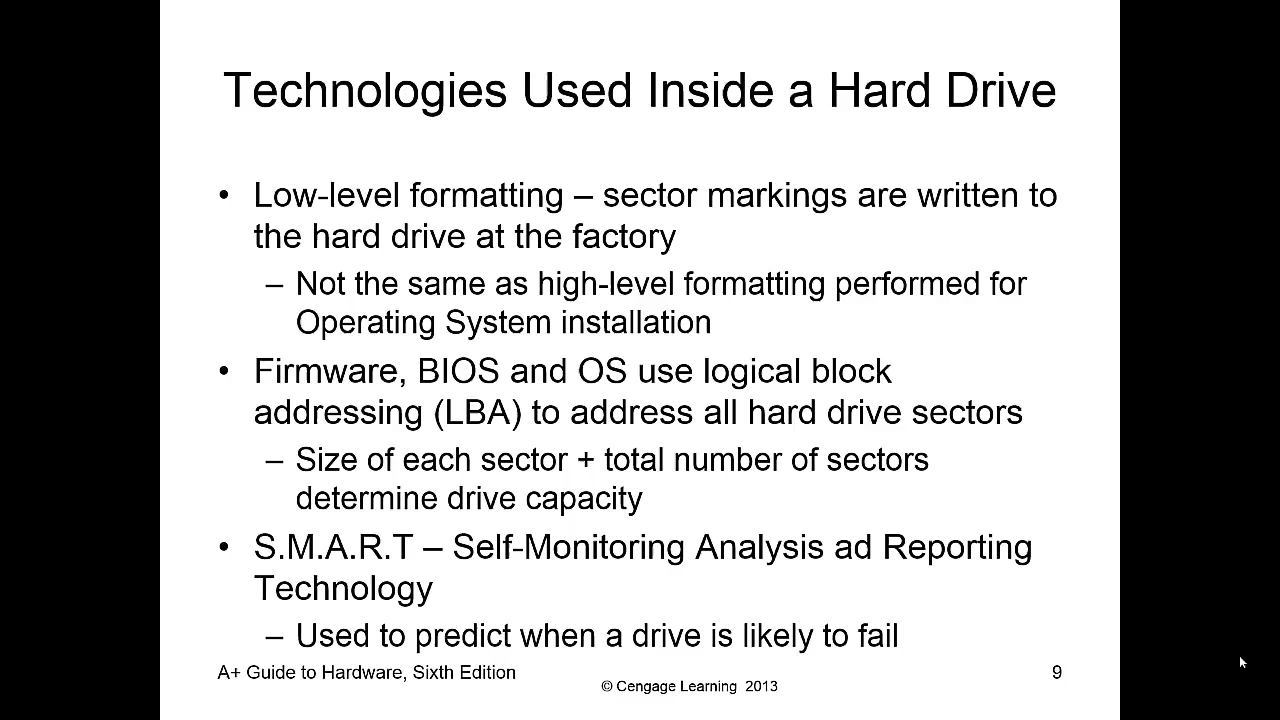 Technologies Used Inside a Hard Drive
• Low-level formatting – sector markings are written to
the hard drive at the factory
– Not the same as high-level formatting performed for
Operating System installation
• Firmware, BIOS and OS use logical block
addressing (LBA) to address all hard drive sectors
– Size of each sector + total number of sectors
determine drive capacity
• S.M.A.R.T – Self-Monitoring Analysis ad Reporting
Technology
– Used to predict when a drive is likely to fail
A+ Guide to Hardware, Sixth Edition
© Cengage Learning 2013
9